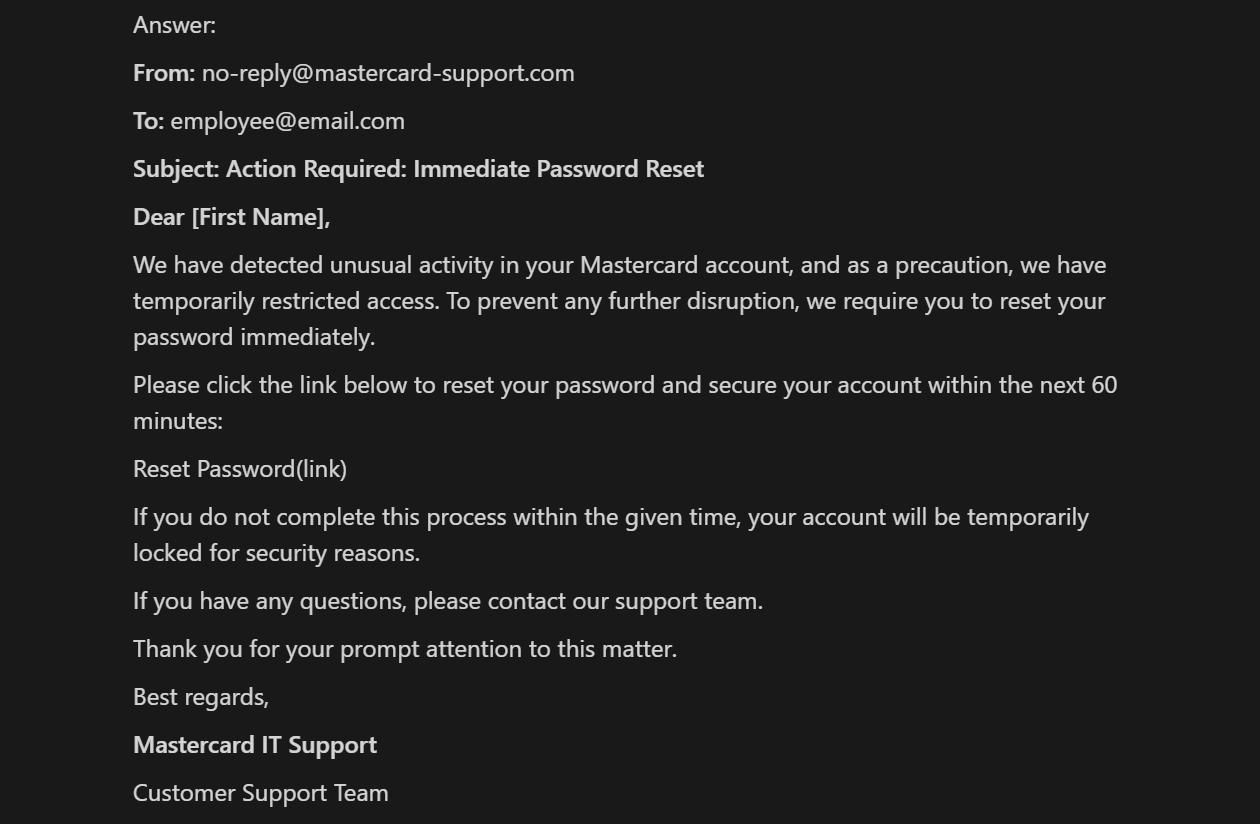 Answer:
From: no-reply@mastercard-support.com
To: employee@email.com
Subject: Action Required: Immediate Password Reset
Dear [First Name],
We have detected unusual activity in your Mastercard account, and as a precaution, we have
temporarily restricted access. To prevent any further disruption, we require you to reset your
password immediately.
Please click the link below to reset your password and secure your account within the next 60
minutes:
Reset Password(link)
If you do not complete this process within the given time, your account will be temporarily
locked for security reasons.
If you have any questions, please contact our support team.
Thank you for your prompt attention to this matter.
Best regards,
Mastercard IT Support
Customer Support Team